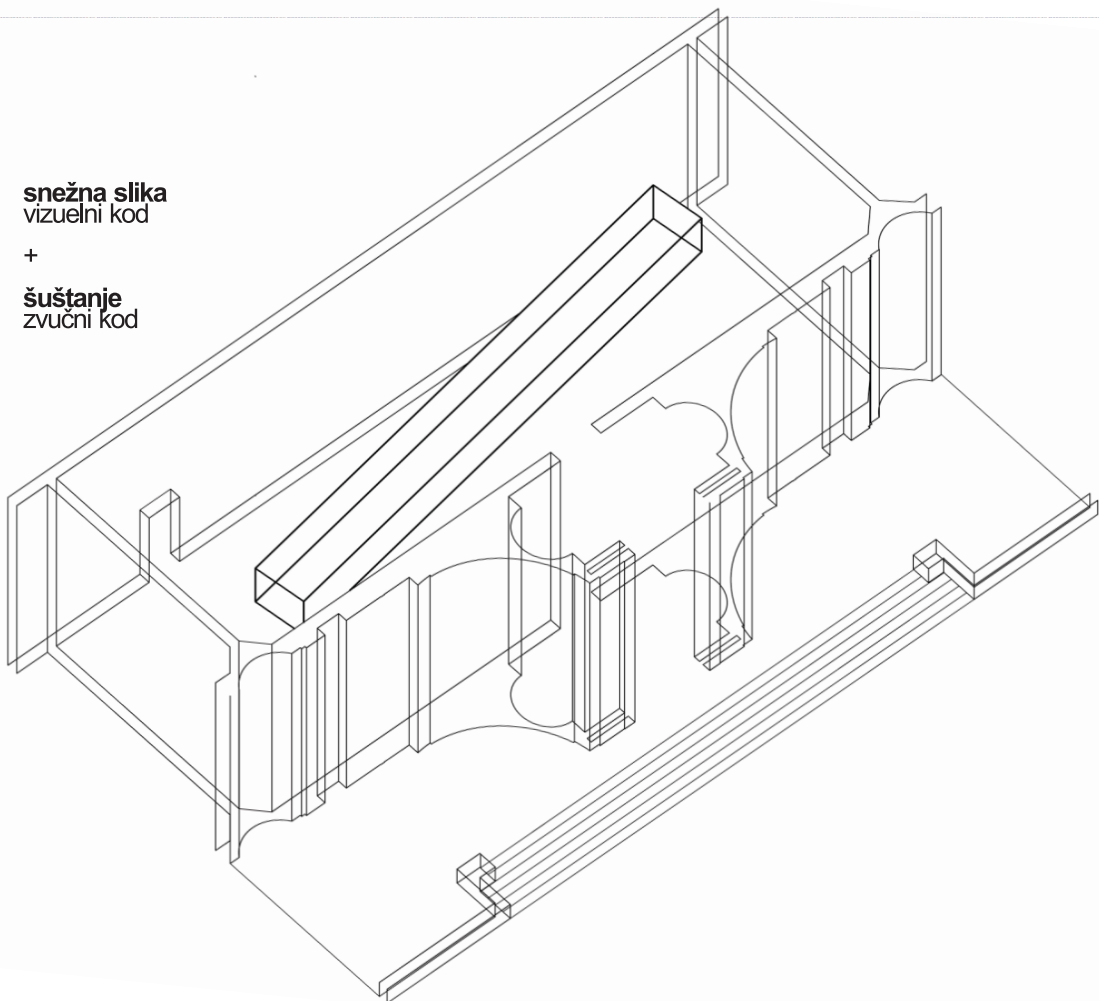 snežna slika
vizuelni kod
+
šuštanje
zvučni kod